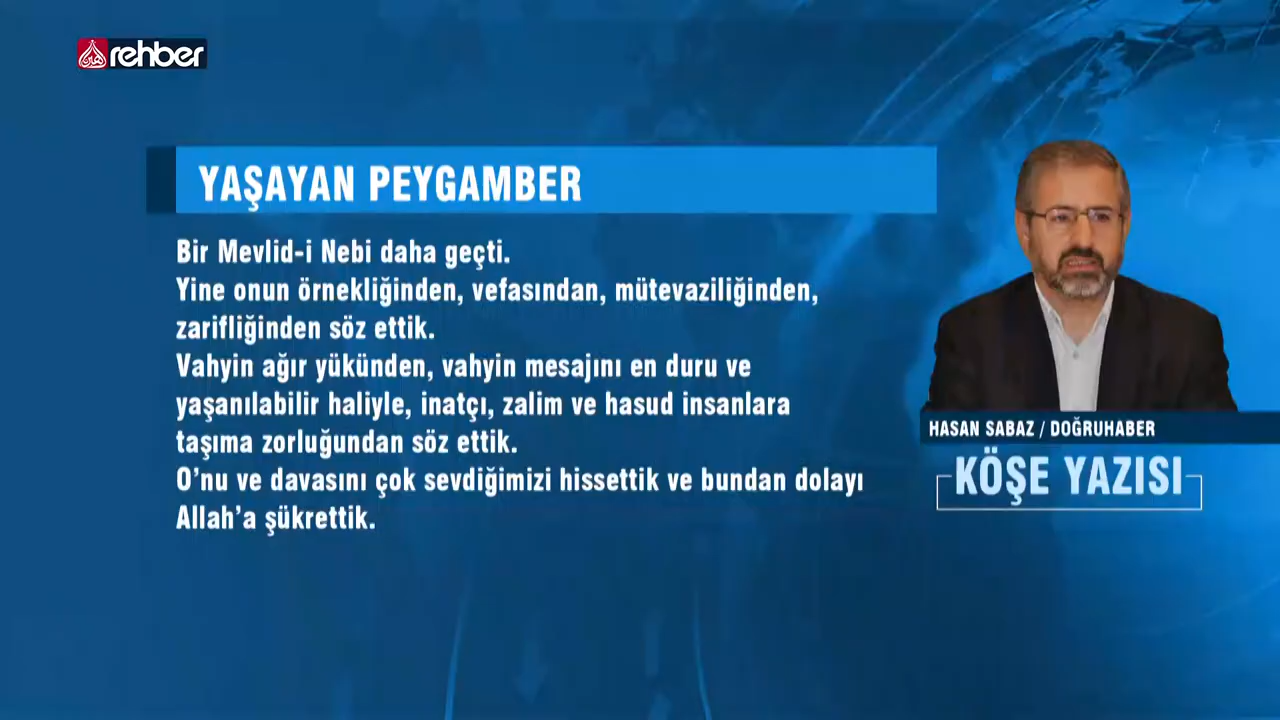 rehber
YAŞAYAN PEYGAMBER
Bir Mevlid-i Nebi daha geçti.
Yine onun örnekliğinden, vefasından, mütevaziliğinden,
zarifliğinden söz ettik.
Vahyin ağır yükünden, vahyin mesajını en duru ve
yaşanılabilir haliyle, inatçı, zalim ve hasud insanlara
taşıma zorluğundan söz ettik.
O'nu ve davasını çok sevdiğimizi hissettik ve bundan dolayı
Allah'a şükrettik.
HASAN SABAZ / DOĞRUHABER
KÖŞE YAZISI